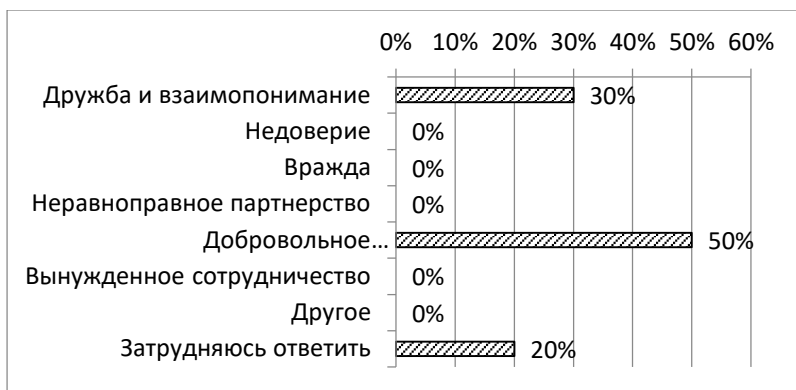 0% 10% 20% 30% 40% 50% 60%
Дружба и взаимопонимание 30%
Недоверие 0%
Вражда 0%
Неравноправное партнерство 0%
Добровольное... 50%
Вынужденное сотрудничество 0%
Другое 0%
Затрудняюсь ответить 20%